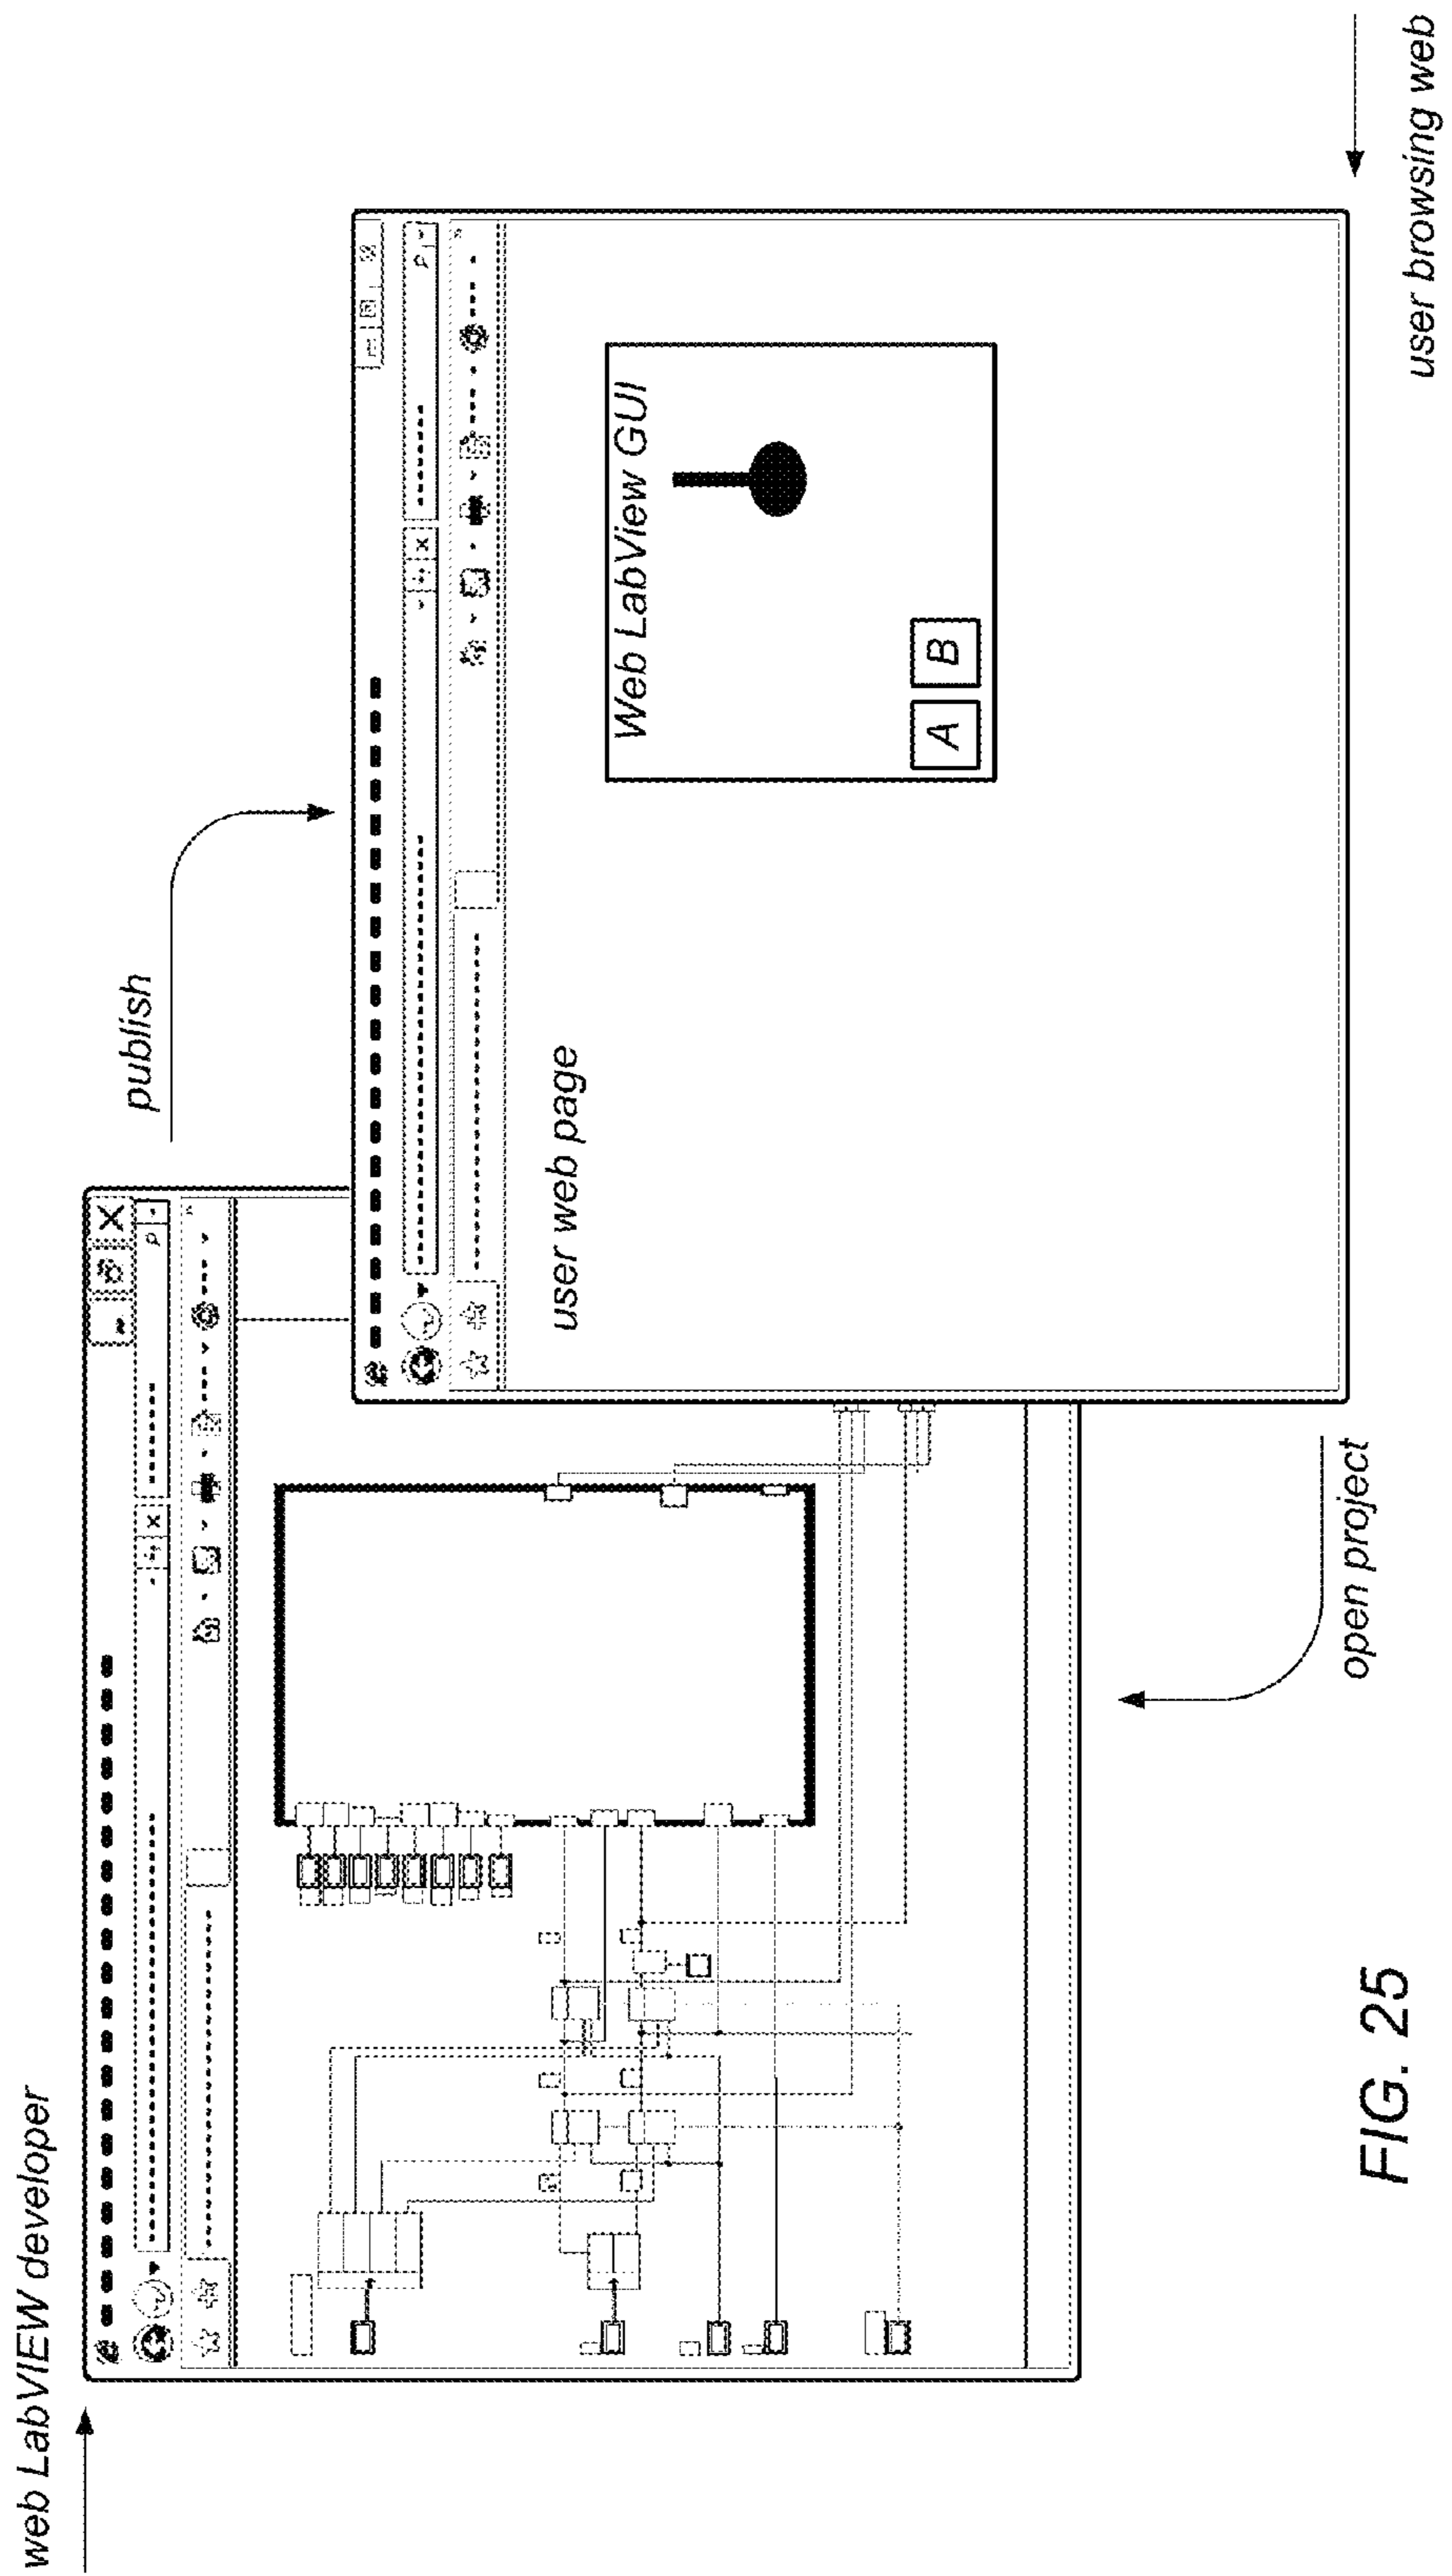 web LabVIEW developer
publish
user web page
Web LabView GUI
A B
open project
user browsing web
FIG. 25